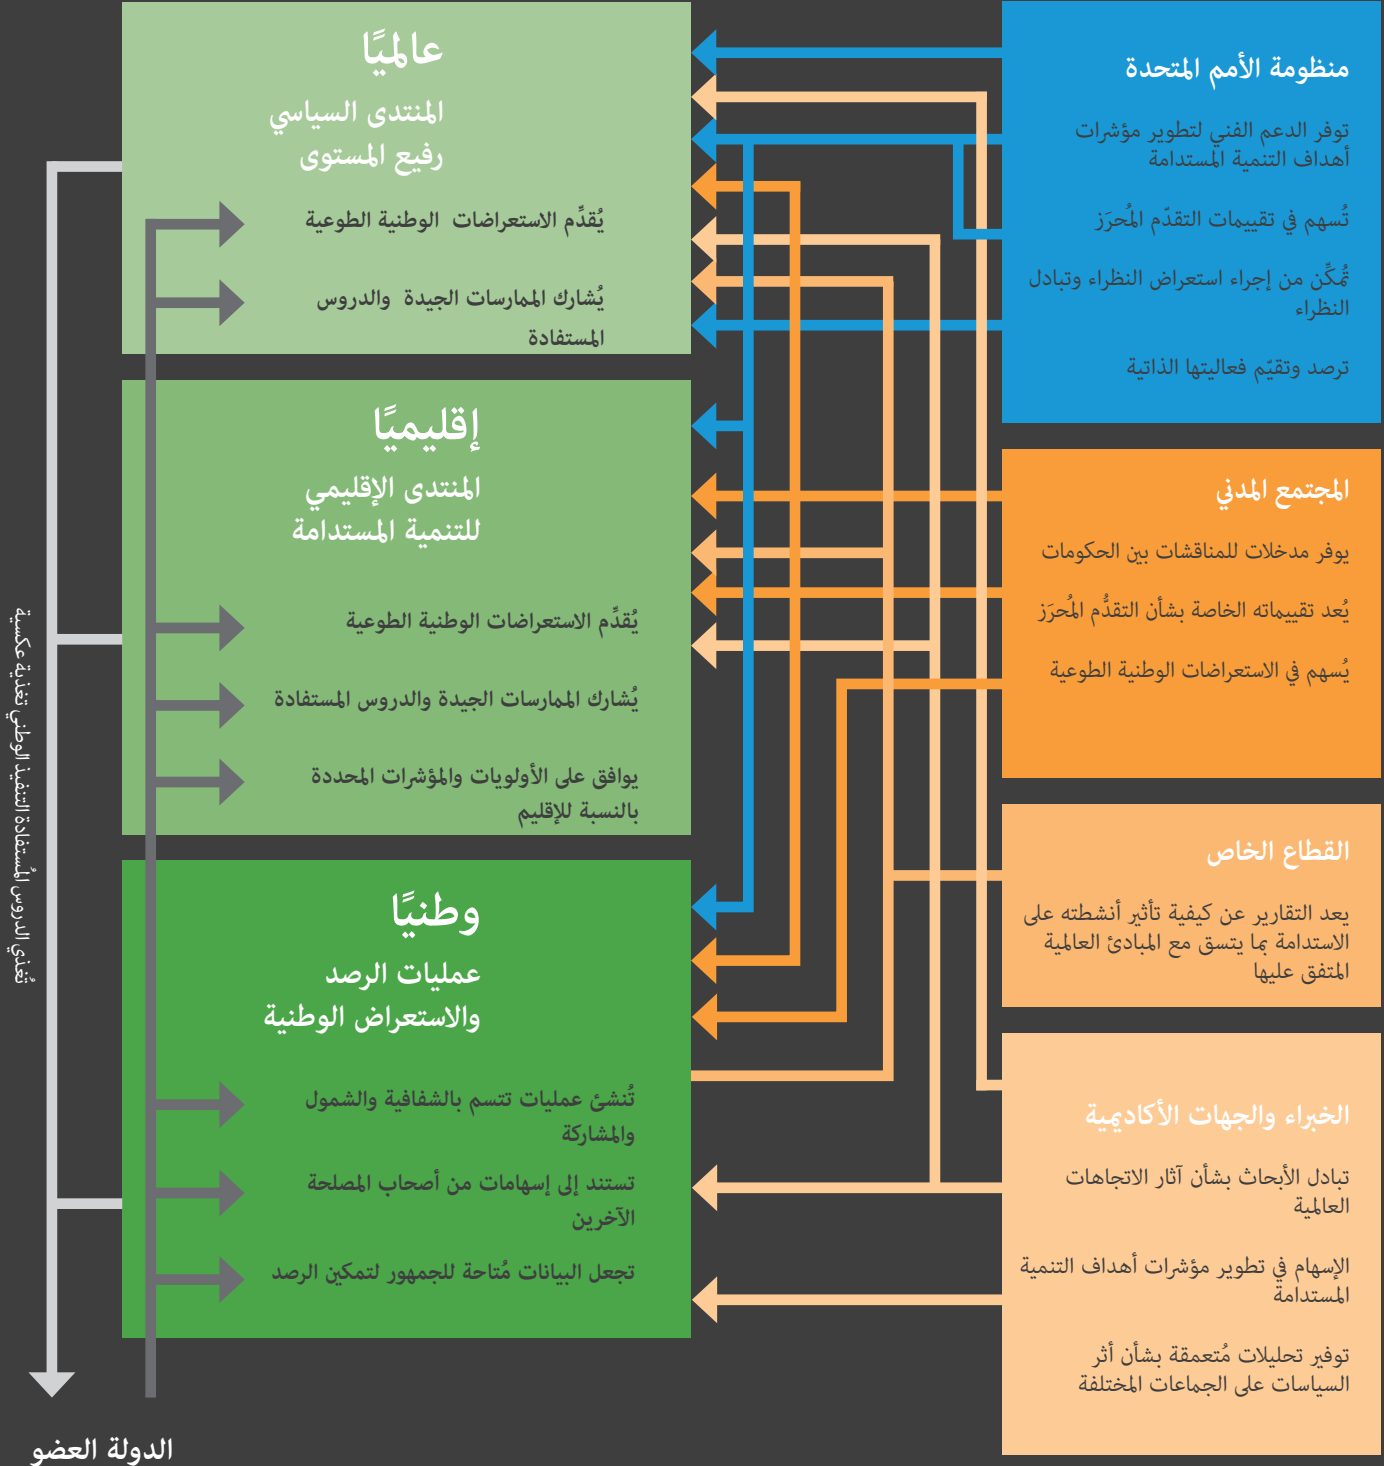 منظومة الأمم المتحدة
توفر الدعم الفني لتطوير مؤشرات
أهداف التنمية المستدامة
تُسهم في تقييمات التقدّم المُحرَز
تُمكِّن من إجراء استعراض النظراء وتبادل
النظراء
ترصد وتقيّم فعاليتها الذاتية
المجتمع المدني
يوفر مدخلات للمناقشات بين الحكومات
يُعد تقييماته الخاصة بشأن التقدُّم المُحرَز
يُسهم في الاستعراضات الوطنية الطوعية
القطاع الخاص
يعد التقارير عن كيفية تأثير أنشطته على
الاستدامة بما يتسق مع المبادئ العالمية
المتفق عليها
الخبراء والجهات الأكاديمية
تبادل الأبحاث بشأن آثار الاتجاهات
العالمية
الإسهام في تطوير مؤشرات أهداف التنمية
المستدامة
توفير تحليلات مُتعمقة بشأن أثر
السياسات على الجماعات المختلفة
عالميًا
المنتدى السياسي
رفيع المستوى
يُقدِّم الاستعراضات الوطنية الطوعية
يُشارك الممارسات الجيدة والدروس
المستفادة
إقليميًا
المنتدى الإقليمي
للتنمية المستدامة
يُقدِّم الاستعراضات الوطنية الطوعية
يُشارك الممارسات الجيدة والدروس المستفادة
يوافق على الأولويات والمؤشرات المحددة
بالنسبة للإقليم
وطنيًا
عمليات الرصد
والاستعراض الوطنية
تُنشئ عمليات تتسم بالشفافية والشمول
والمشاركة
تستند إلى إسهامات من أصحاب المصلحة
الآخرين
تجعل البيانات مُتاحة للجمهور لتمكين الرصد
تُغذي الدروس المُستفادة التنفيذ الوطني تغذية عكسية
الدولة العضو